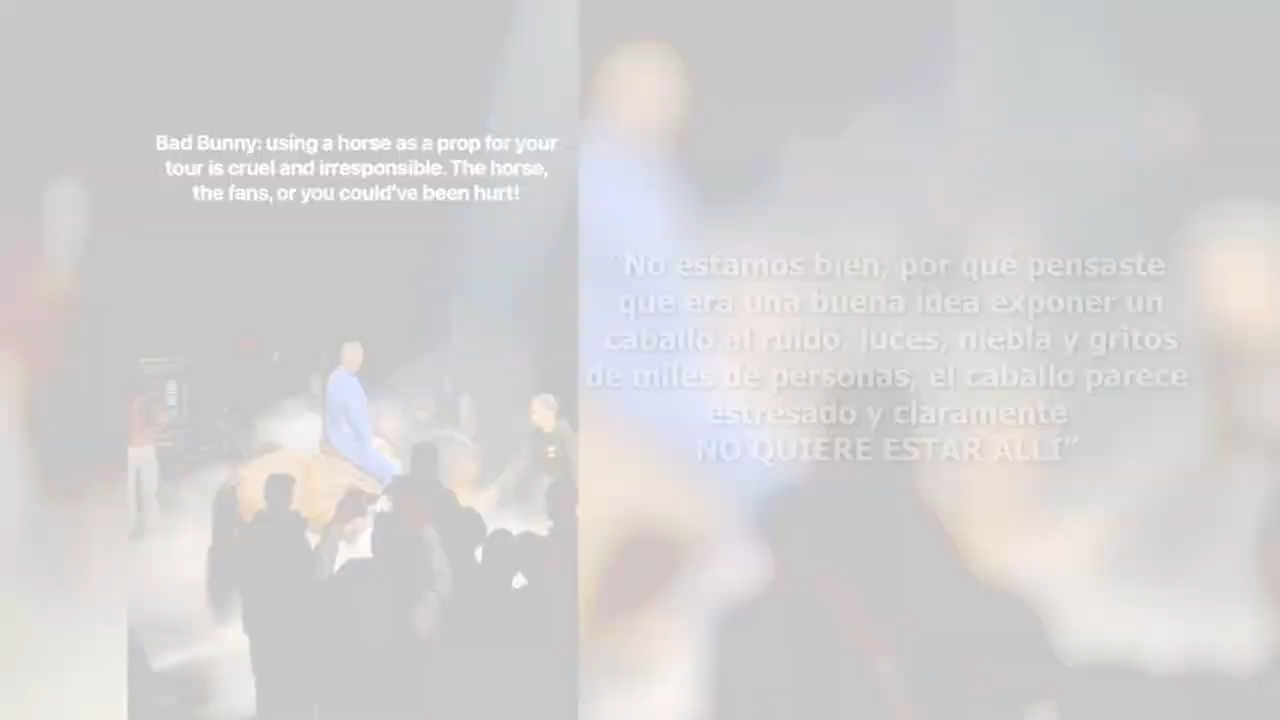 Bad Bunny: using a horse as a prop for your
tour is cruel and irresponsible. The horse,
the fans, or you could've been hurt!
"No estamos bien, por qué pensaste
que era una buena idea exponer un
caballo al ruido, luces, niebla y gritos
de miles de personas, el caballo parece
estresado y claramente
NO QUIERE ESTAR ALLÍ"